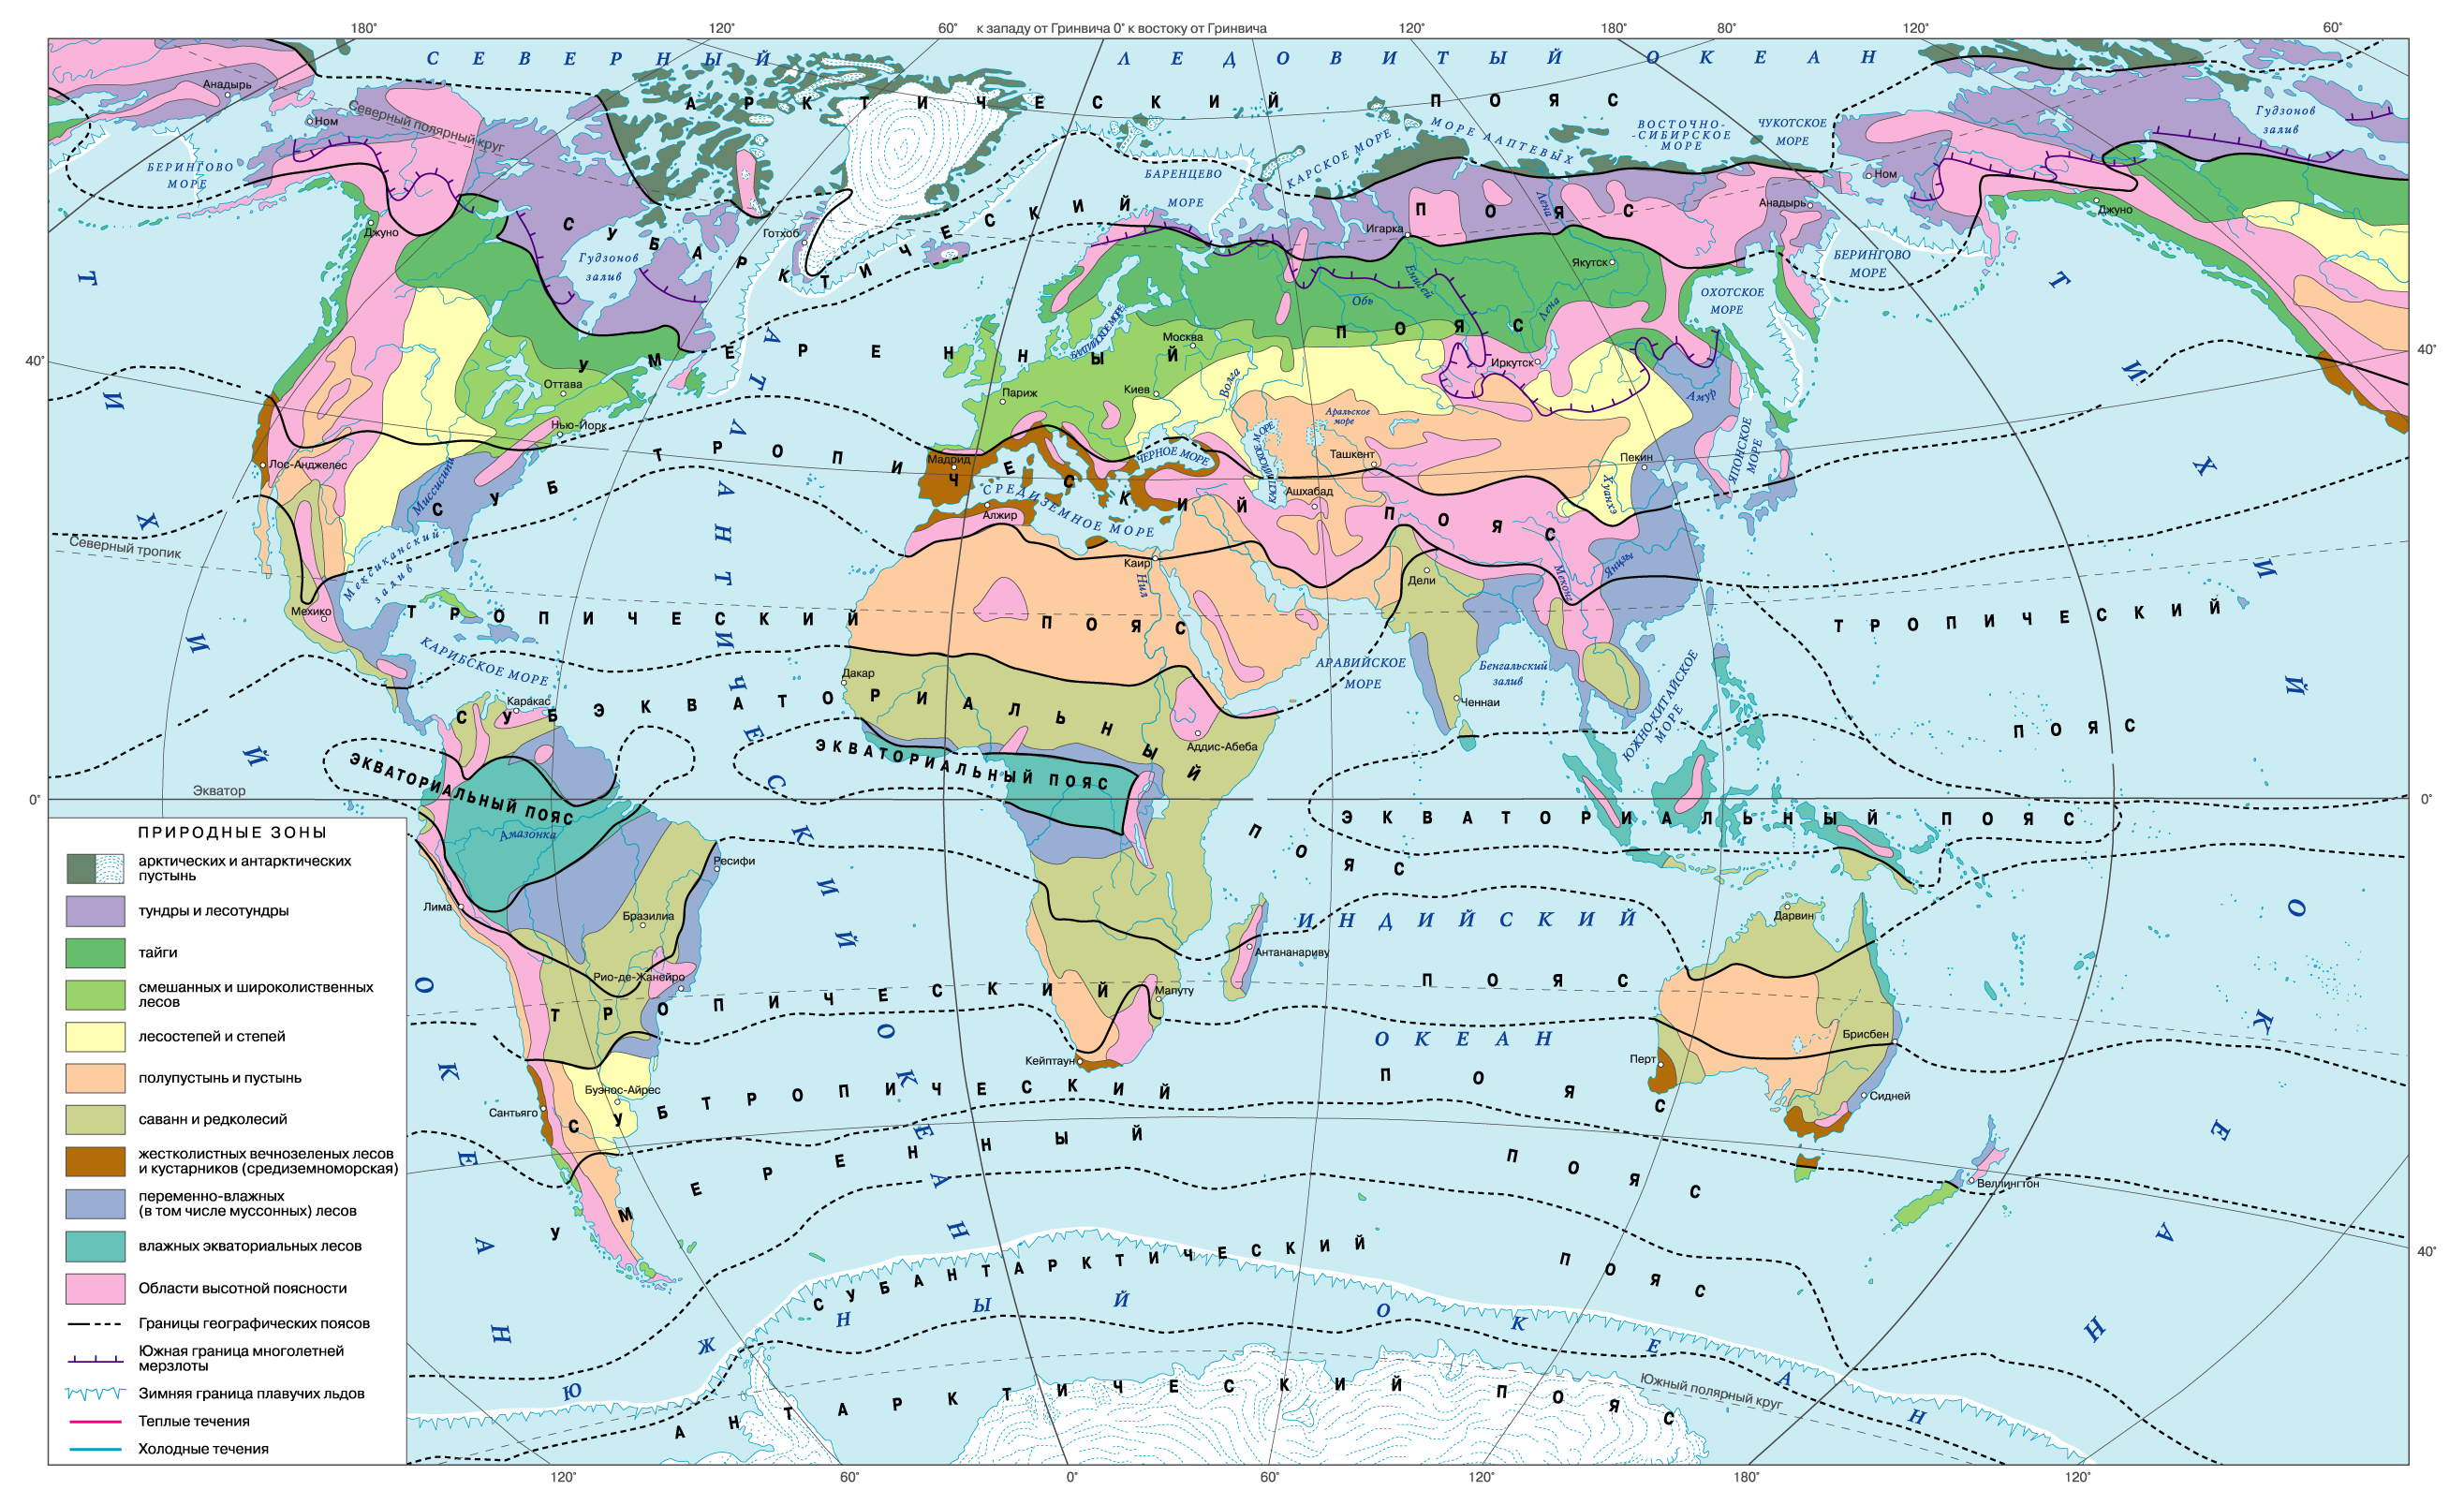 180°
120°
60°
к западу от Гринвича 0° к востоку от Гринвича
120°
180°
80°
120°
60°
СЕВЕРНЫЙ ЛЕДОВИТЫЙ ОКЕАН
АРКТИЧЕСКИЙ ПОЯС
Анадырь
Ном
Северный полярный круг
БЕРИНГОВО
МОРЕ
Джуно
Готхоб
Гудзонов
залив
СУБАРКТИЧЕСКИЙ ПОЯС
БАРЕНЦЕВО
МОРЕ
КАРСКОЕ МОРЕ
МОРЕ ЛАПТЕВЫХ
ВОСТОЧНО-
-СИБИРСКОЕ
МОРЕ
ЧУКОТСКОЕ
МОРЕ
Гудзонов
залив
Ном
Анадырь
Джуно
БЕРИНГОВО
МОРЕ
ОХОТСКОЕ
МОРЕ
Игарка
Якутск
Лена
Енисей
Обь
Лена
БАЛТИЙСКОЕ МОРЕ
Москва
Иркутск
УМЕРЕННЫЙ ПОЯС
40°
40°
Оттава
Нью-Йорк
Париж
Киев
Волга
Аральское
море
Амур
Лос-Анджелес
Миссисипи
Мадрид
ЧЕРНОЕ МОРЕ
КАСПИЙСКОЕ МОРЕ
Ташкент
Пекин
ЯПОНСКОЕ
МОРЕ
Ашхабад
Хуанхэ
СРЕДИЗЕМНОЕ МОРЕ
Алжир
СУБТРОПИЧЕСКИЙ ПОЯС
Северный тропик
Мексиканский
залив
Каир
Нил
Дели
Меконг
Янцзы
Мехико
ТРОПИЧЕСКИЙ ПОЯС
ТРОПИЧЕСКИЙ
ПОЯС
КАРИБСКОЕ МОРЕ
Дакар
АРАВИЙСКОЕ
МОРЕ
Бенгальский
залив
Ченнаи
ЮЖНО-КИТАЙСКОЕ
МОРЕ
Каракас
Аддис-Абеба
СУБЭКВАТОРИАЛЬНЫЙ ПОЯС
ЭКВАТОРИАЛЬНЫЙ ПОЯС
ЭКВАТОРИАЛЬНЫЙ ПОЯС
ЭКВАТОРИАЛЬНЫЙ ПОЯС
0°
Экватор
0°
Амазонка
Ресифи
Лима
Бразилиа
Рио-де-Жанейро
Антананариву
Дарвин
ТИХИЙ ОКЕАН
АТЛАНТИЧЕСКИЙ ОКЕАН
ИНДИЙСКИЙ
ОКЕАН
ТИХИЙ ОКЕАН
ТРОПИЧЕСКИЙ ПОЯС
Мапуту
Кейптаун
Брисбен
Перт
Сидней
Буэнос-Айрес
Сантьяго
СУБТРОПИЧЕСКИЙ ПОЯС
УМЕРЕННЫЙ ПОЯС
Веллингтон
40°
СУБАНТАРКТИЧЕСКИЙ ПОЯС
ЮЖНЫЙ ОКЕАН
АНТАРКТИЧЕСКИЙ ПОЯС
Южный полярный круг
ПРИРОДНЫЕ ЗОНЫ
арктических и антарктических
пустынь
тундры и лесотундры
тайги
смешанных и широколиственных
лесов
лесостепей и степей
полупустынь и пустынь
саванн и редколесий
жестколистных вечнозеленых лесов
и кустарников (средиземноморская)
переменно-влажных
(в том числе муссонных) лесов
влажных экваториальных лесов
Области высотной поясности
Границы географических поясов
Южная граница многолетней
мерзлоты
Зимняя граница плавучих льдов
Теплые течения
Холодные течения
120°
60°
0°
60°
120°
180°
120°